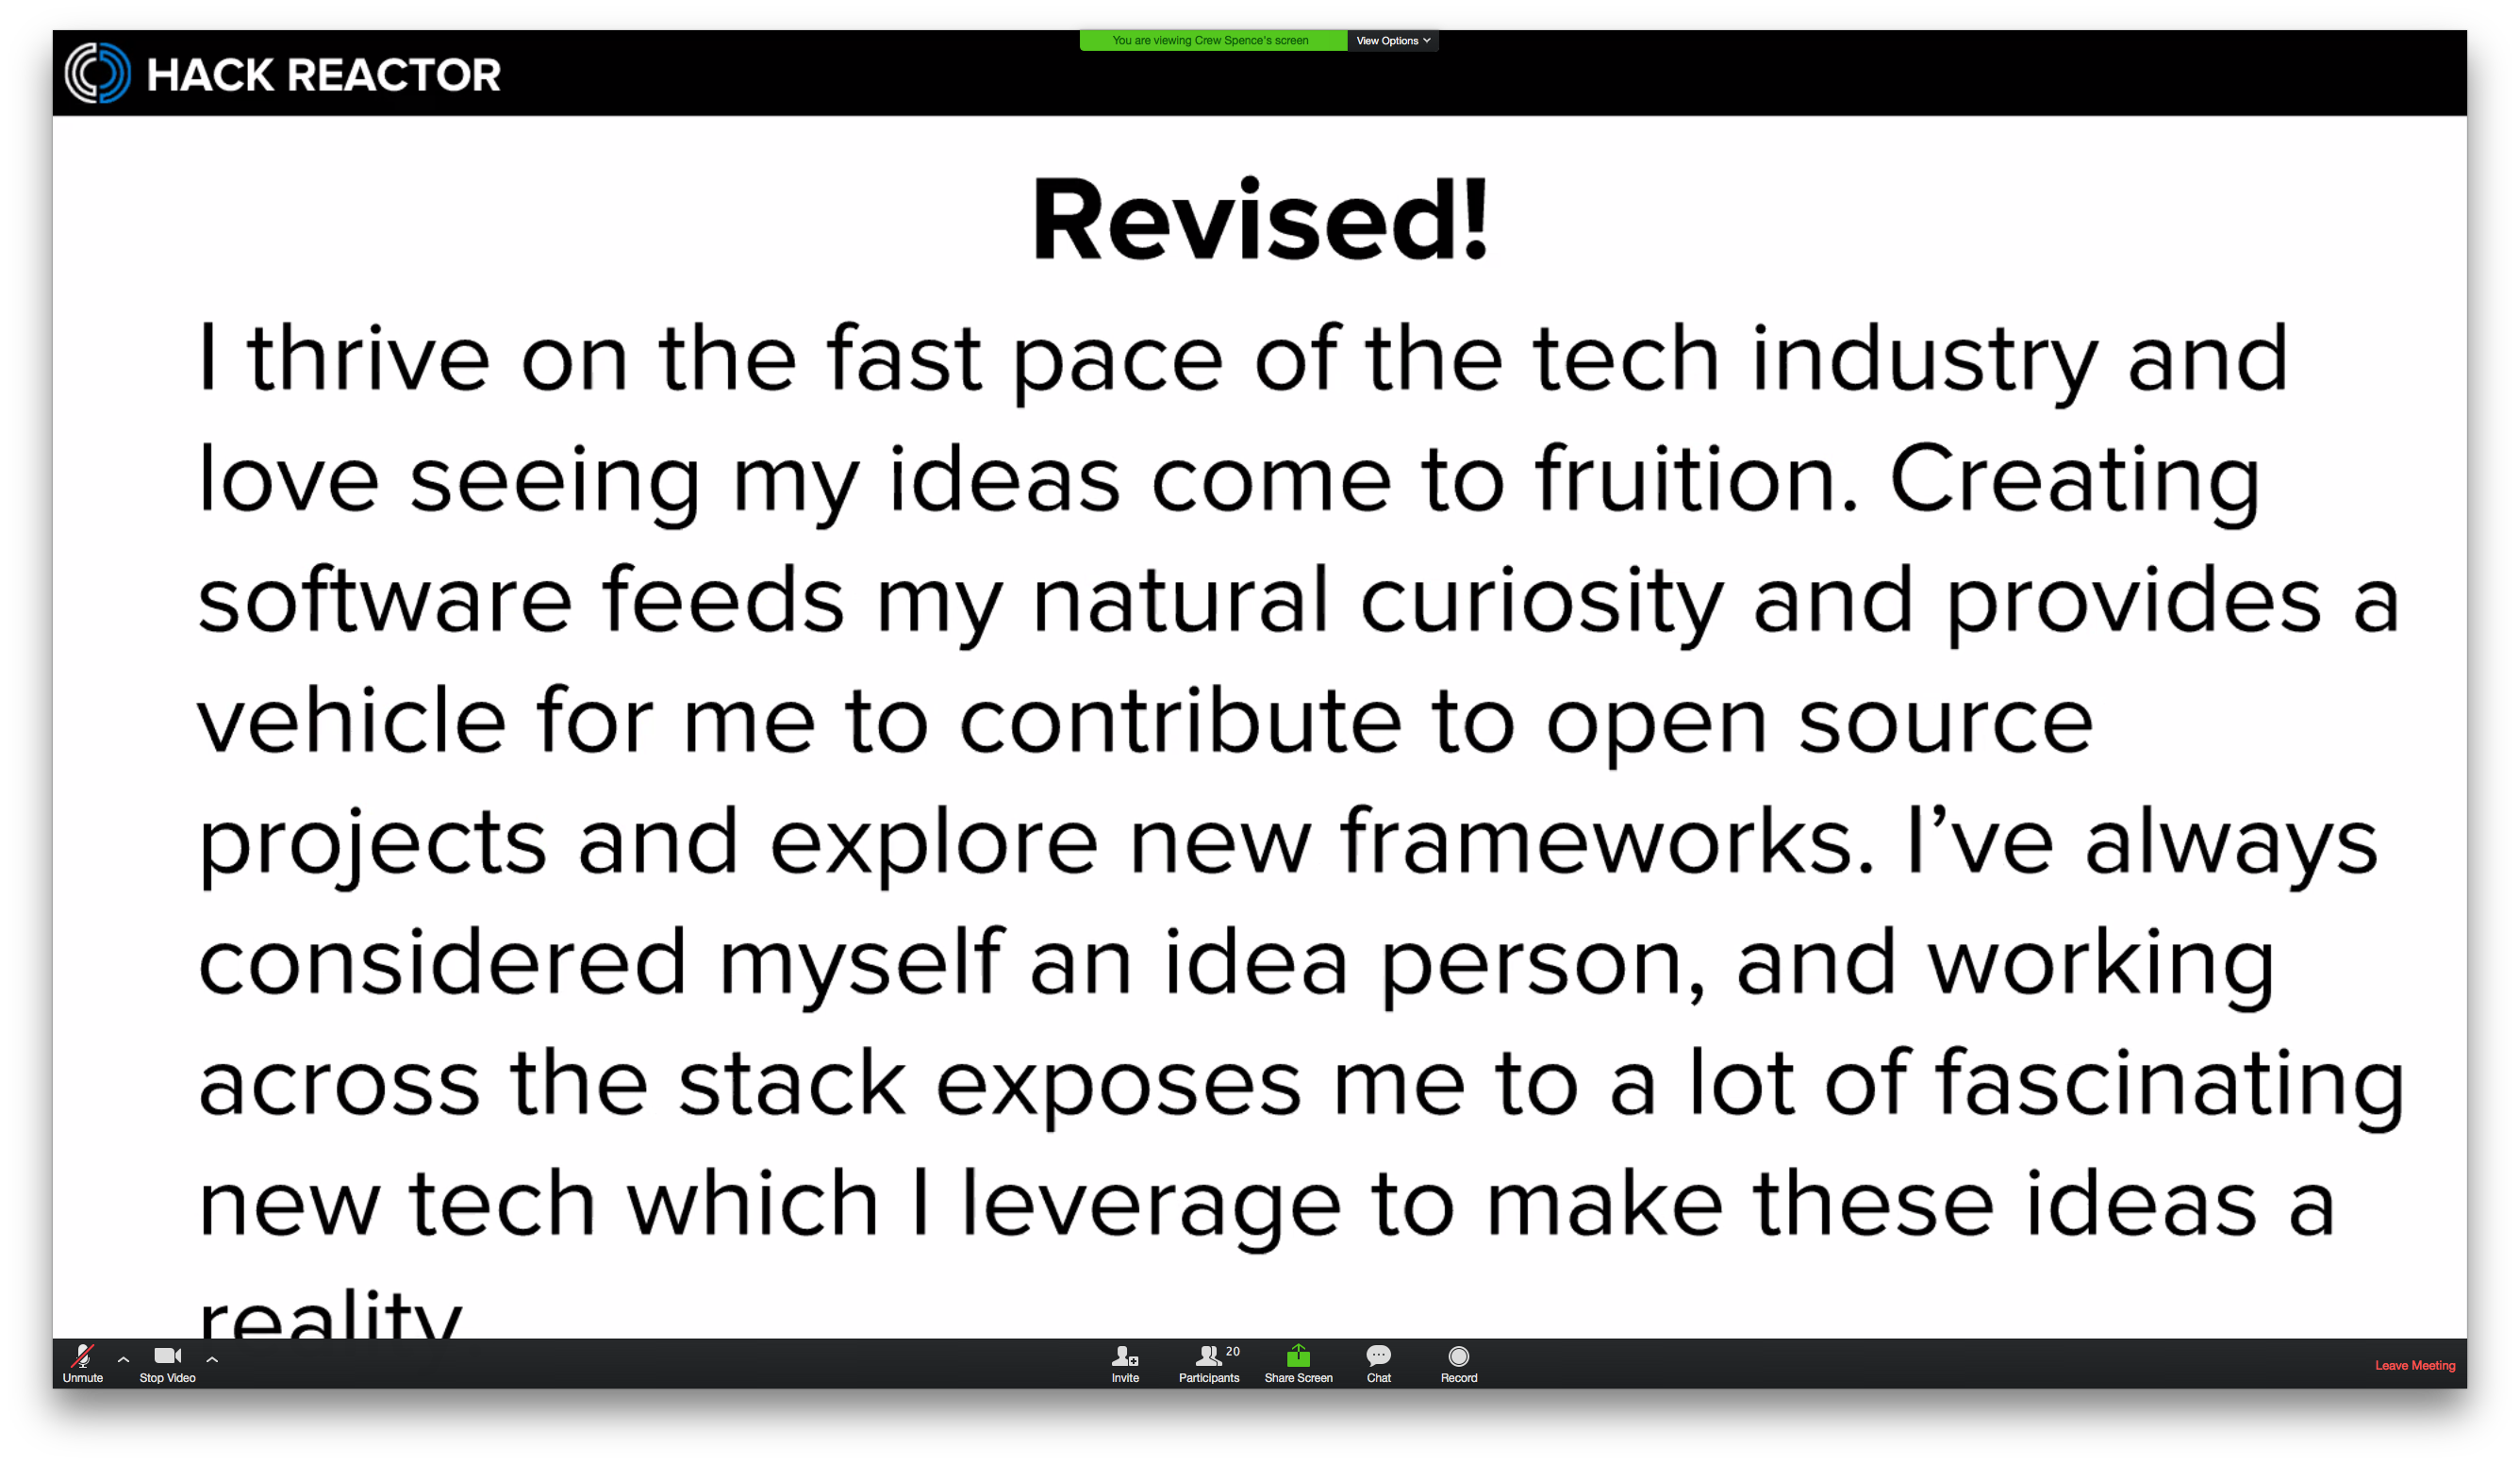 You are viewing Crew Spence's screen View Options
HACK REACTOR
Revised!
I thrive on the fast pace of the tech industry and
love seeing my ideas come to fruition. Creating
software feeds my natural curiosity and provides a
vehicle for me to contribute to open source
projects and explore new frameworks. I’ve always
considered myself an idea person, and working
across the stack exposes me to a lot of fascinating
new tech which I leverage to make these ideas a
reality
20
Unmute Stop Video Invite Participants Share Screen Chat Record Leave Meeting